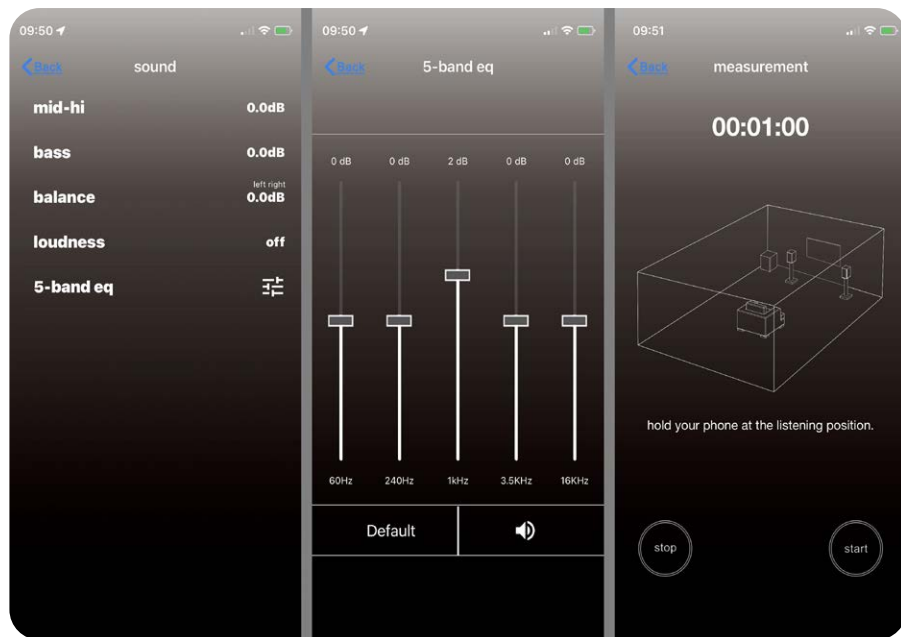 09:50
Back
sound
mid-hi 0.0dB
bass 0.0dB
left right
balance 0.0dB
loudness off
5-band eq
09:50
Back
5-band eq
0 dB 0 dB 2 dB 0 dB 0 dB
60Hz 240Hz 1kHz 3.5KHz 16KHz
Default
09:51
Back
measurement
00:01:00
hold your phone at the listening position.
stop start